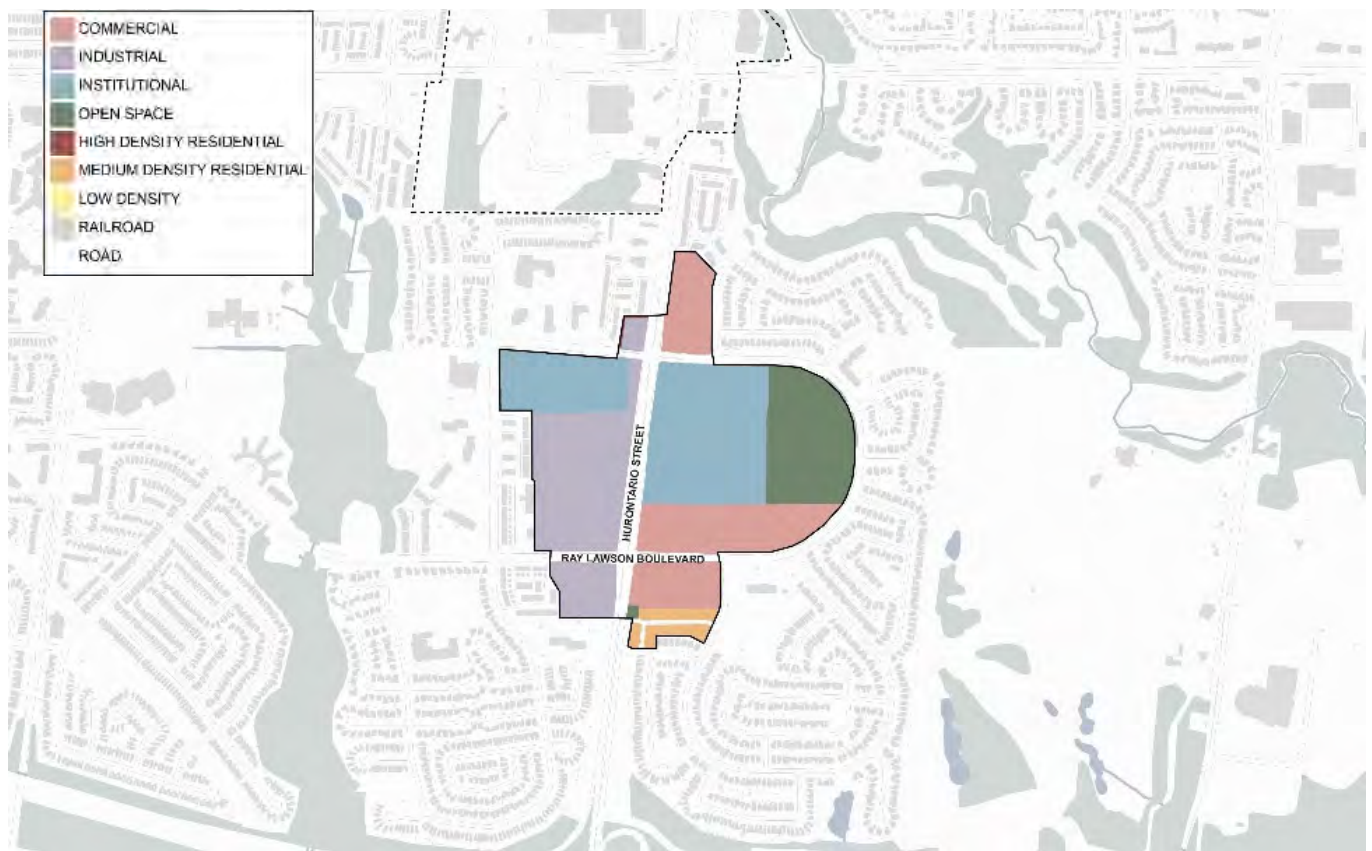 COMMERCIAL
INDUSTRIAL
INSTITUTIONAL
OPEN SPACE
HIGH DENSITY RESIDENTIAL
MEDIUM DENSITY RESIDENTIAL
LOW DENSITY
RAILROAD
ROAD
HURONTARIO STREET
RAY LAWSON BOULEVARD